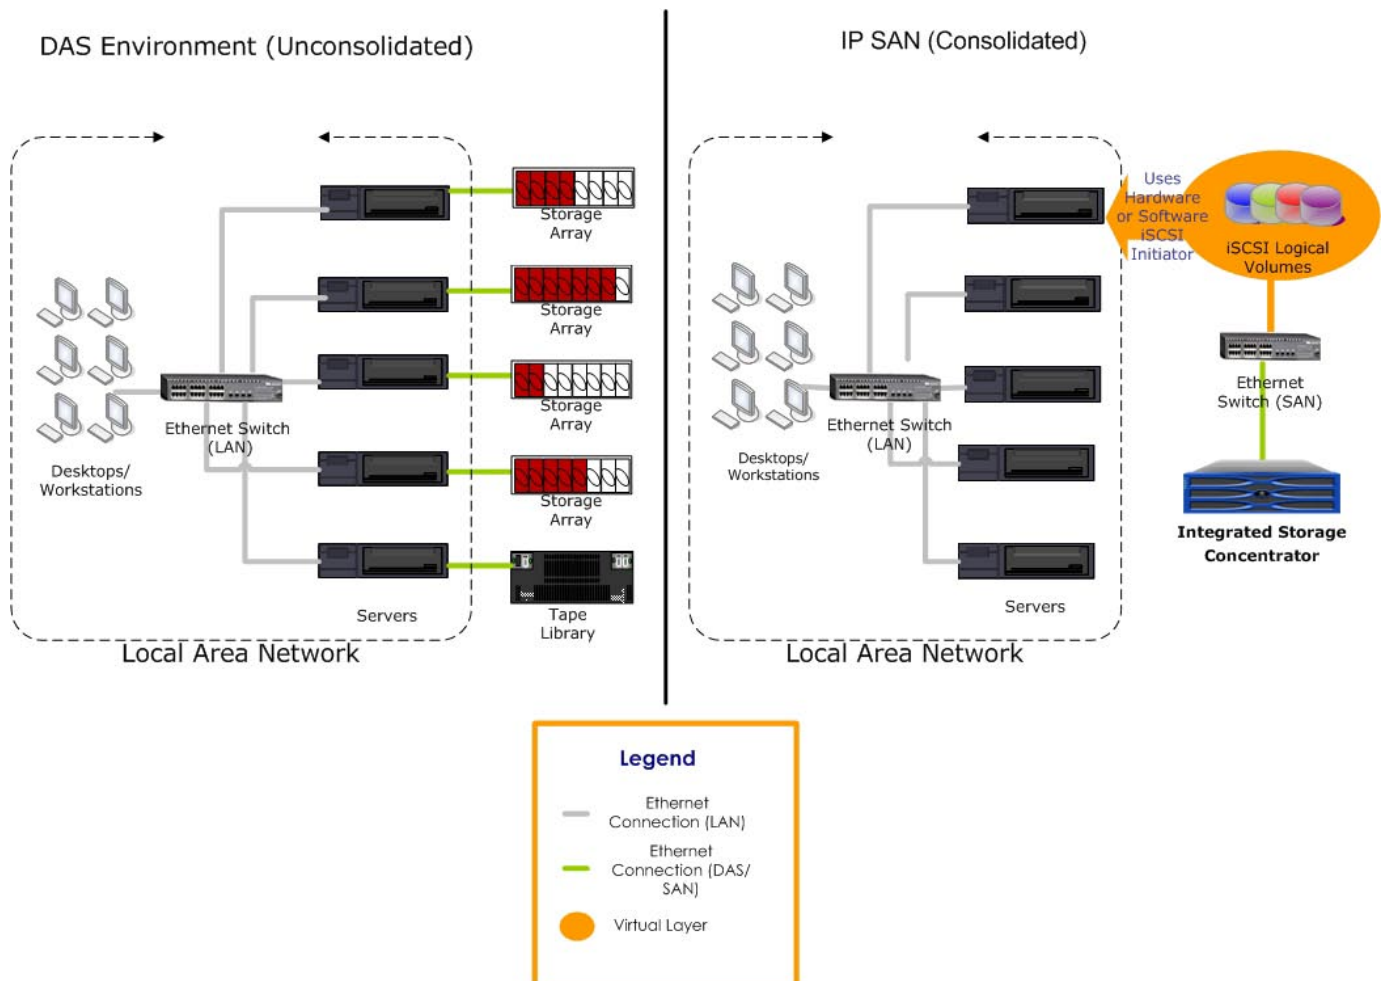 DAS Environment (Unconsolidated)
Storage
Array
Storage
Array
Storage
Array
Storage
Array
Tape
Library
Ethernet Switch
(LAN)
Desktops/
Workstations
Servers
Local Area Network
IP SAN (Consolidated)
Uses
Hardware
or Software
iSCSI
Initiator
iSCSI Logical
Volumes
Ethernet
Switch (SAN)
Integrated Storage
Concentrator
Ethernet Switch
(LAN)
Desktops/
Workstations
Servers
Local Area Network
Legend
Ethernet
Connection (LAN)
Ethernet
Connection (DAS/
SAN)
Virtual Layer